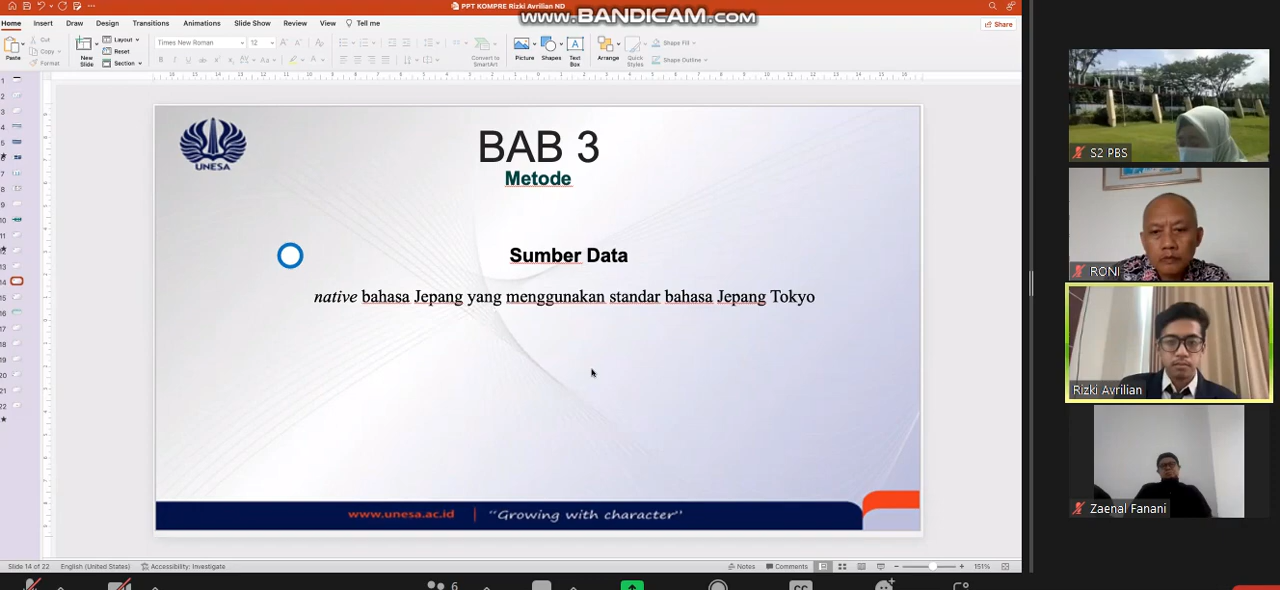 PPT KOMPRE Rizki Avrilian ND
www.BANDICAM.com
Home Insert Draw Design Transitions Animations Slide Show Review View Tell me
Share
Paste
Cut
Copy
Format
New Slide
Layout
Reset
Section
Times New Roman
12
Convert to SmartArt
Picture
Shapes
Text Box
Arrange
Quick Styles
Shape Fill
Shape Outline
UNESA
BAB 3
Metode
Sumber Data
native bahasa Jepang yang menggunakan standar bahasa Jepang Tokyo
www.unesa.ac.id | “Growing with character”
S2 PBS
RONI
Rizki Avrilian
Zaenal Fanani
Slide 14 of 22 English (United States) Accessibility: Investigate
Notes Comments 151%
6